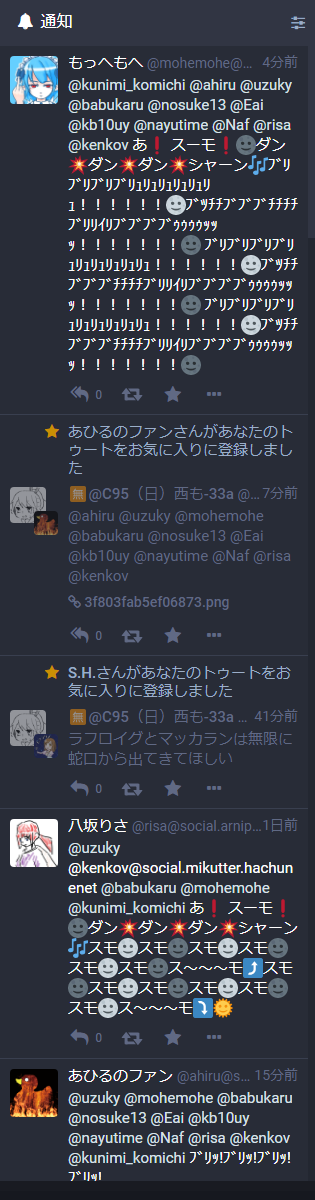 通知
もっへもへ @mohemohe@... 4分前
@kunimi_komichi @ahiru @uzuky
@babukaru @nosuke13 @Eai
@kb10uy @nayutime @Naf @risa
@kenkov あ❗ スーモ❗🌚ダン
💥ダン💥ダン💥シャーン🎶ﾌﾞﾘ
ﾌﾞﾘﾌﾞﾘﾌﾞﾘｭﾘｭﾘｭﾘｭﾘｭﾘ
ｭ！！！！！！🌝ﾌﾞﾂﾁﾁﾌﾞﾌﾞﾌﾞﾁﾁﾁﾁ
ﾌﾞﾘﾘｲﾘﾌﾞﾌﾞﾌﾞﾌﾞｩｩｩｩｯｯ
ｯ！！！！！！！🌚 ﾌﾞﾘﾌﾞﾘﾌﾞﾘﾌﾞﾘ
ｭﾘｭﾘｭﾘｭﾘｭﾘｭ！！！！！！🌝ﾌﾞﾂﾁﾁ
ﾌﾞﾌﾞﾌﾞﾁﾁﾁﾁﾌﾞﾘﾘｲﾘﾌﾞﾌﾞﾌﾞﾌﾞｩｩｩｩｯｯ
ｯ！！！！！！！🌚 ﾌﾞﾘﾌﾞﾘﾌﾞﾘﾌﾞﾘ
ｭﾘｭﾘｭﾘｭﾘｭﾘｭ！！！！！！🌝ﾌﾞﾂﾁﾁ
ﾌﾞﾌﾞﾌﾞﾁﾁﾁﾁﾌﾞﾘﾘｲﾘﾌﾞﾌﾞﾌﾞﾌﾞｩｩｩｩｯｯ
ｯ！！！！！！！🌚
0
あひるのファンさんがあなたのト
ゥートをお気に入りに登録しまし
た
🈚@C95（日）西も-33a @... 7分前
@ahiru @uzuky @mohemohe
@babukaru @nosuke13 @Eai
@kb10uy @nayutime @Naf @risa
@kenkov
3f803fab5ef06873.png
0
S.H.さんがあなたのトゥートをお
気に入りに登録しました
🈚@C95（日）西も-33a ... 41分前
ラフロイグとマッカランは無限に
蛇口から出てきてほしい
0
八坂りさ @risa@social.arnip... 1日前
@uzuky
@kenkov@social.mikutter.hachun
enet @babukaru @mohemohe
@kunimi_komichi あ❗ スーモ❗
🌚ダン💥ダン💥ダン💥シャーン
🎶スモ🌝スモ🌚スモ🌝スモ🌚
スモ🌝スモ🌚ス〜〜〜モ⤴スモ
🌚スモ🌝スモ🌚スモ🌝スモ🌚
スモ🌝ス〜〜〜モ⤵🌞
0
あひるのファン @ahiru@s... 15分前
@uzuky @mohemohe @babukaru
@nosuke13 @Eai @kb10uy
@nayutime @Naf @risa @kenkov
@kunimi_komichi ﾌﾞﾘｯ!ﾌﾞﾘｯ!ﾌﾞﾘｯ!
ﾌﾞﾘｯ!